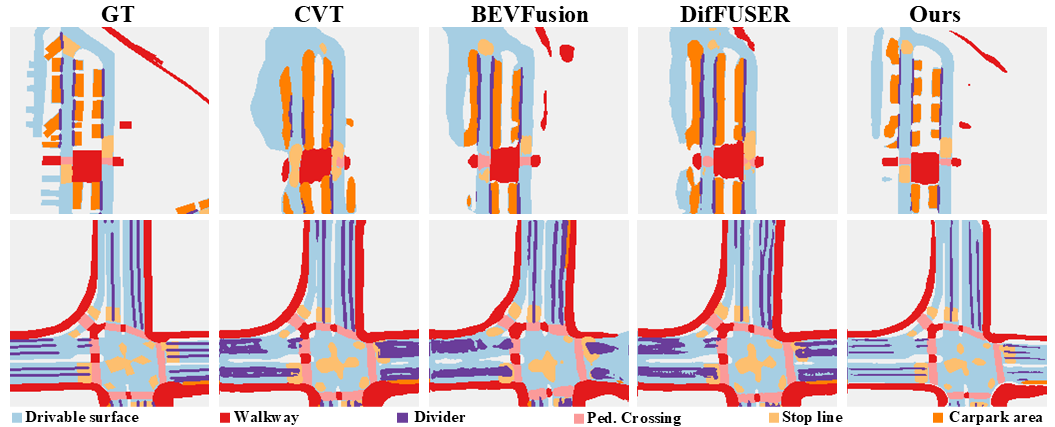 GT CVT BEVFusion DifFUSER Ours
Drivable surface Walkway Divider Ped. Crossing Stop line Carpark area